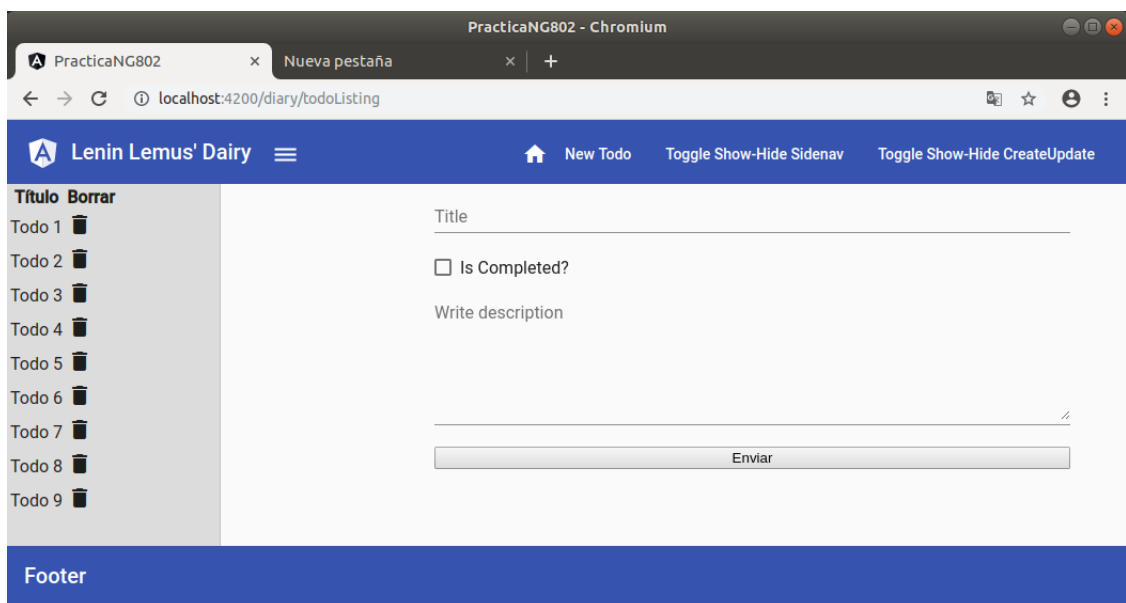 PracticaNG802 - Chromium
PracticaNG802 Nueva pestaña
localhost:4200/diary/todoListing
Lenin Lemus' Dairy New Todo Toggle Show-Hide Sidenav Toggle Show-Hide CreateUpdate
Título Borrar
Title
Todo 1
Todo 2
Is Completed?
Todo 3
Write description
Todo 4
Todo 5
Todo 6
Todo 7
Todo 8
Enviar
Todo 9
Footer